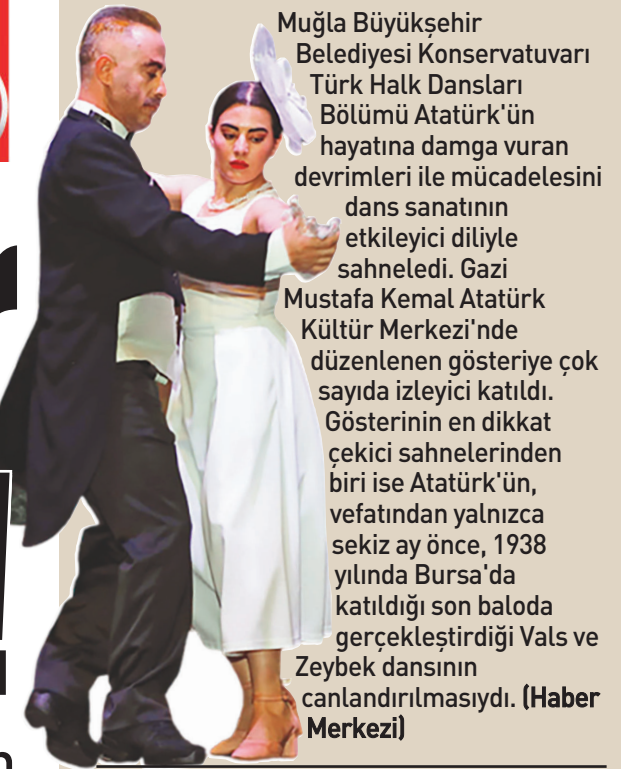 Muğla Büyükşehir
Belediyesi Konservatuvarı
Türk Halk Dansları
Bölümü Atatürk'ün
hayatına damga vuran
devrimleri ile mücadelesini
dans sanatının
etkileyici diliyle
sahneledi. Gazi
Mustafa Kemal Atatürk
Kültür Merkezi'nde
düzenlenen gösteriye çok
sayıda izleyici katıldı.
Gösterinin en dikkat
çekici sahnelerinden
biri ise Atatürk'ün,
vefatından yalnızca
sekiz ay önce, 1938
yılında Bursa'da
katıldığı son baloda
gerçekleştirdiği Vals ve
Zeybek dansının
canlandırılmasıydı. (Haber
Merkezi)